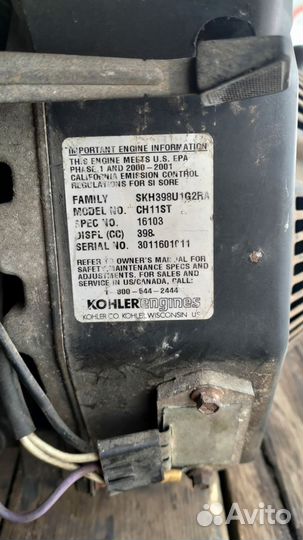 IMPORTANT ENGINE INFORMATION
THIS ENGINE MEETS U.S. EPA
PHASE 1 AND 2000-2001
CALIFORNIA EMISSION CONTROL
REGULATIONS FOR SI SORE
FAMILY SKH398U1G2RA
MODEL NO. CH11ST
SPEC NO. 16103
DISPL (CC) 398
SERIAL NO. 3011601011
REFER TO OWNER'S MANUAL FOR
SAFETY, MAINTENANCE SPECS AND
ADJUSTMENTS. FOR SALES AND
SERVICE IN US/CANADA, CALL:
1-800-544-2444
KOHLERengines
KOHLER CO. KOHLER, WISCONSIN US
Avito